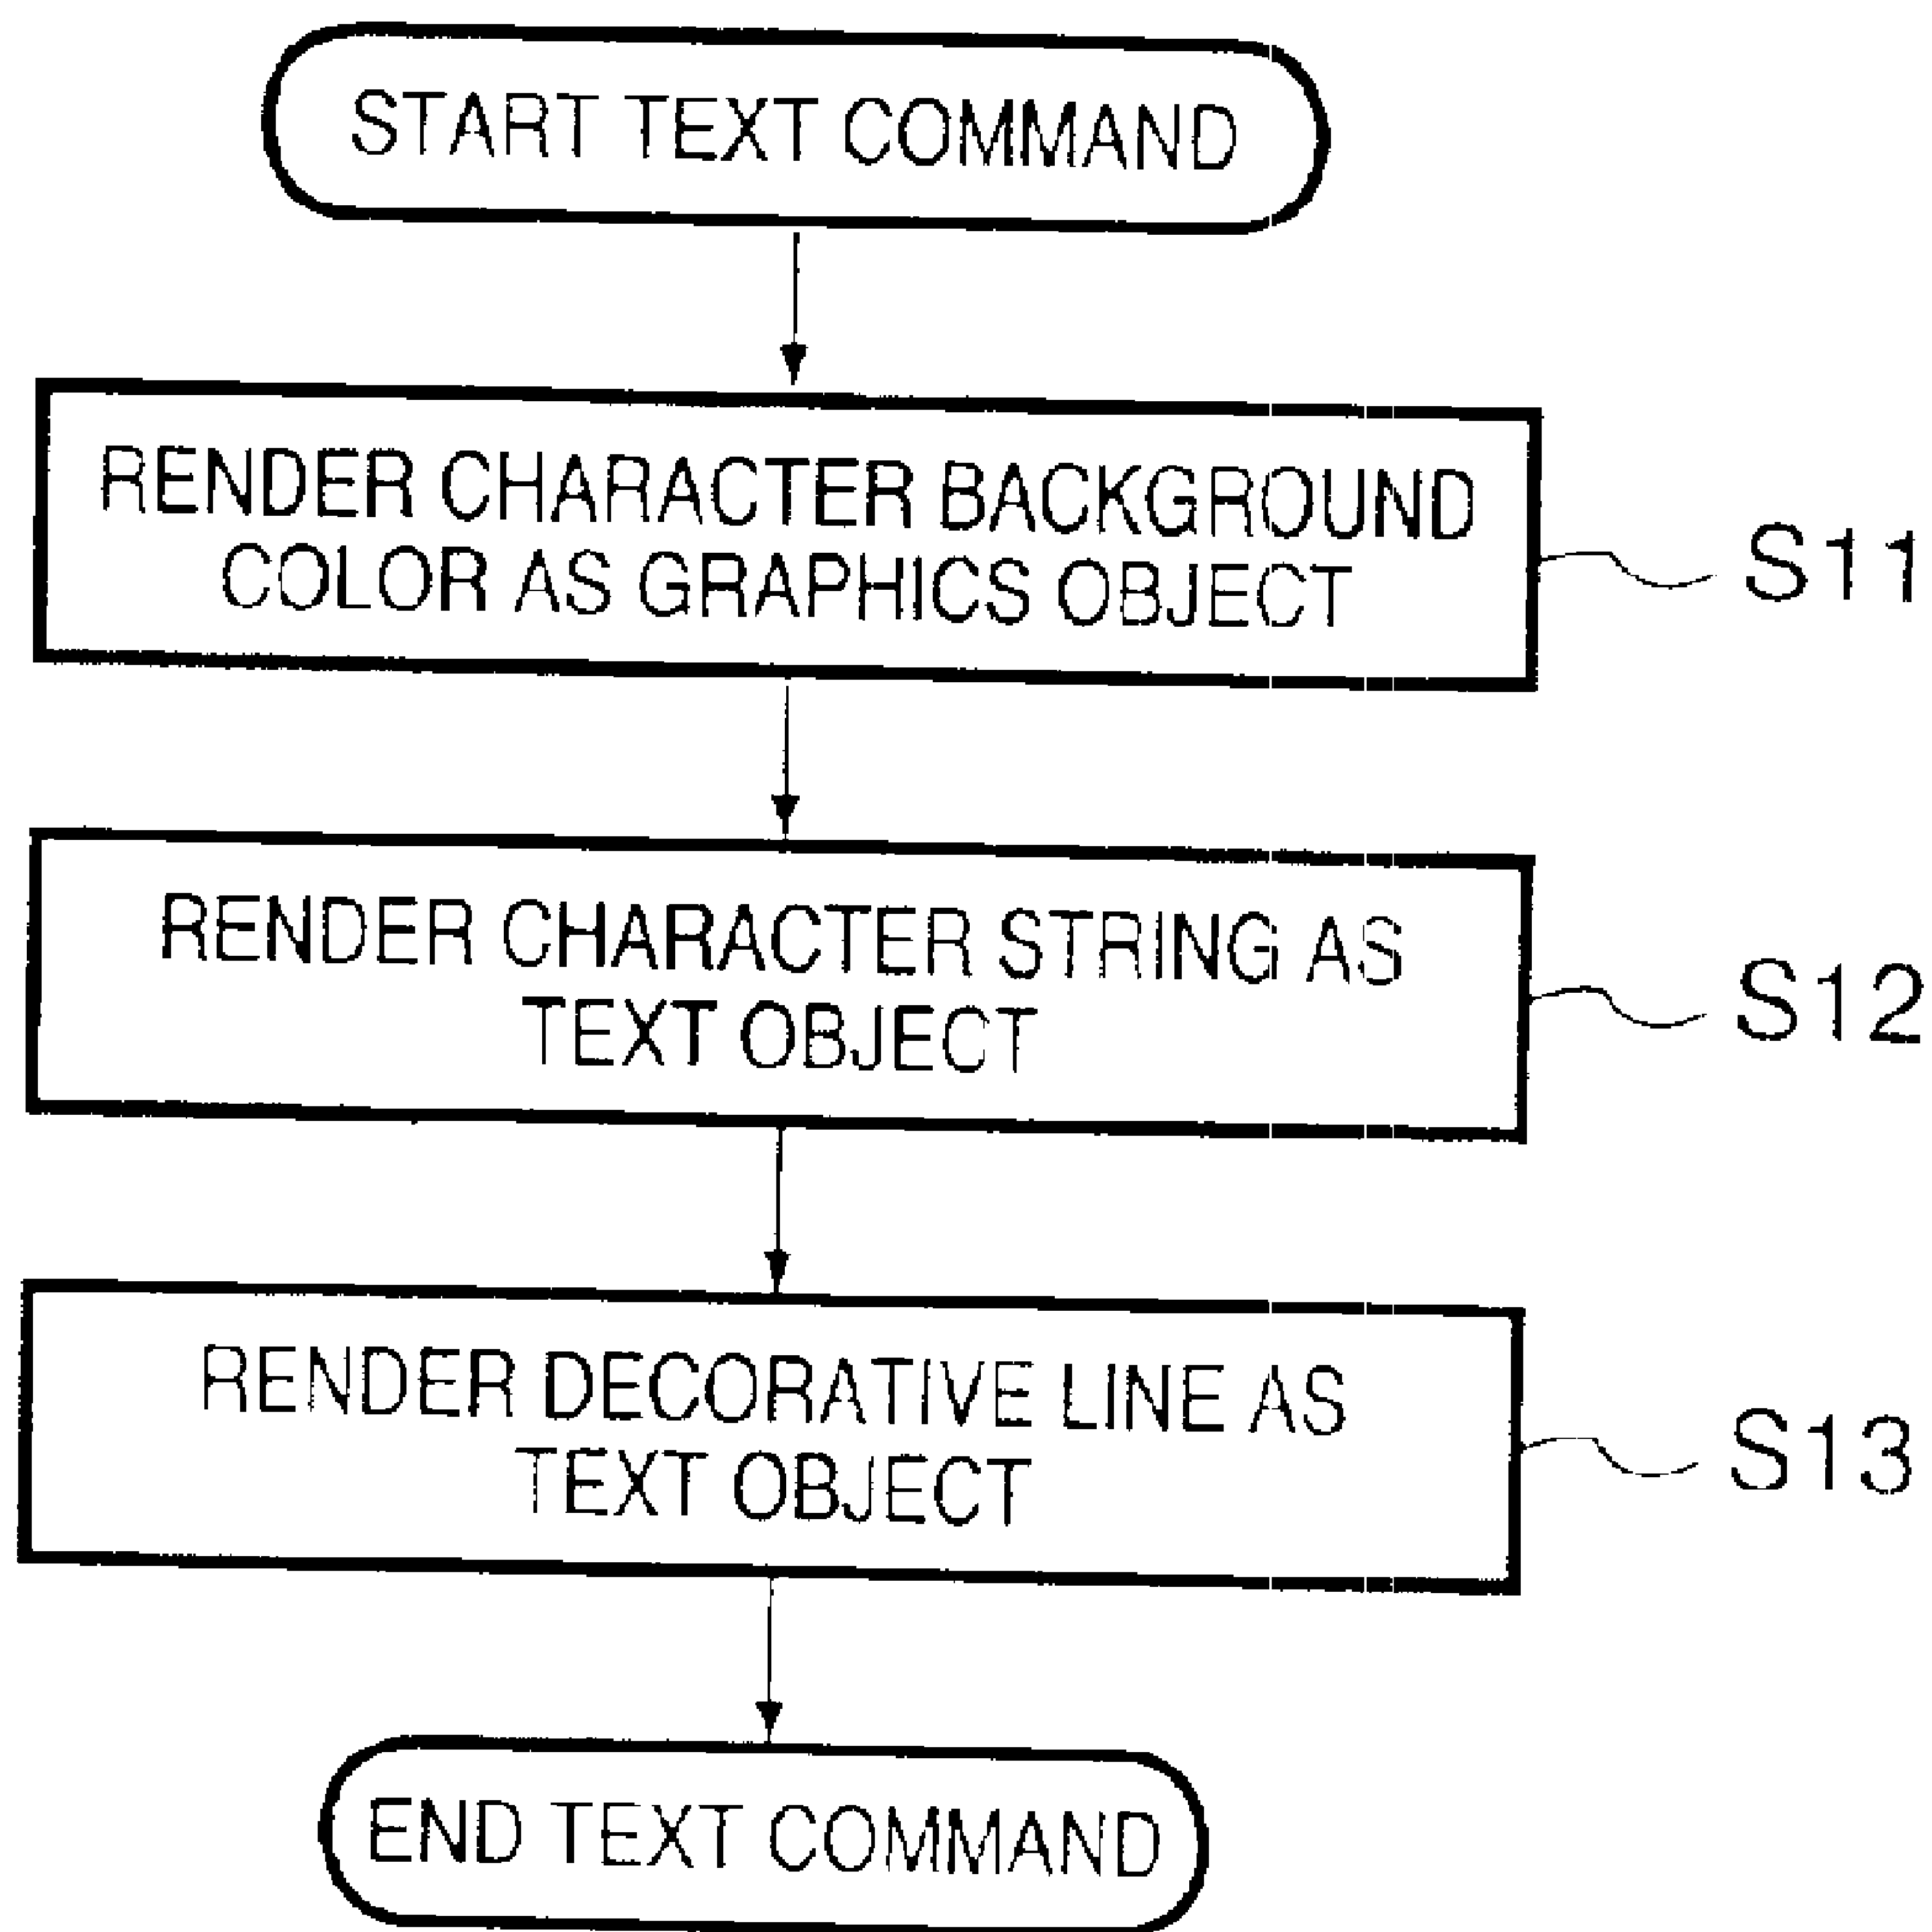 START TEXT COMMAND
RENDER CHARACTER BACKGROUND
COLOR AS GRAPHICS OBJECT
S11
RENDER CHARACTER STRING AS
TEXT OBJECT
S12
RENDER DECORATIVE LINE AS
TEXT OBJECT
S13
END TEXT COMMAND